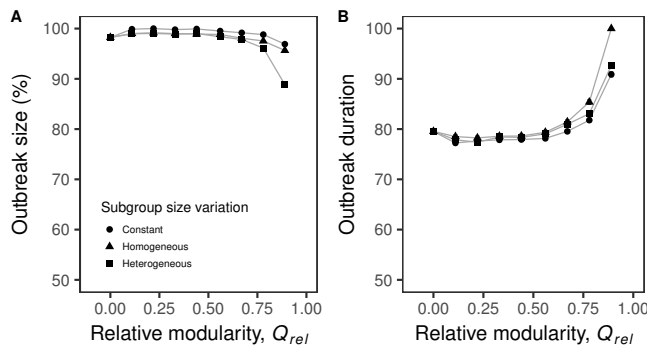 A
Outbreak size (%)
100
90
80
70
60
50
Subgroup size variation
Constant
Homogeneous
Heterogeneous
0.00 0.25 0.50 0.75 1.00
Relative modularity, Qrel
B
Outbreak duration
100
90
80
70
60
50
0.00 0.25 0.50 0.75 1.00
Relative modularity, Qrel